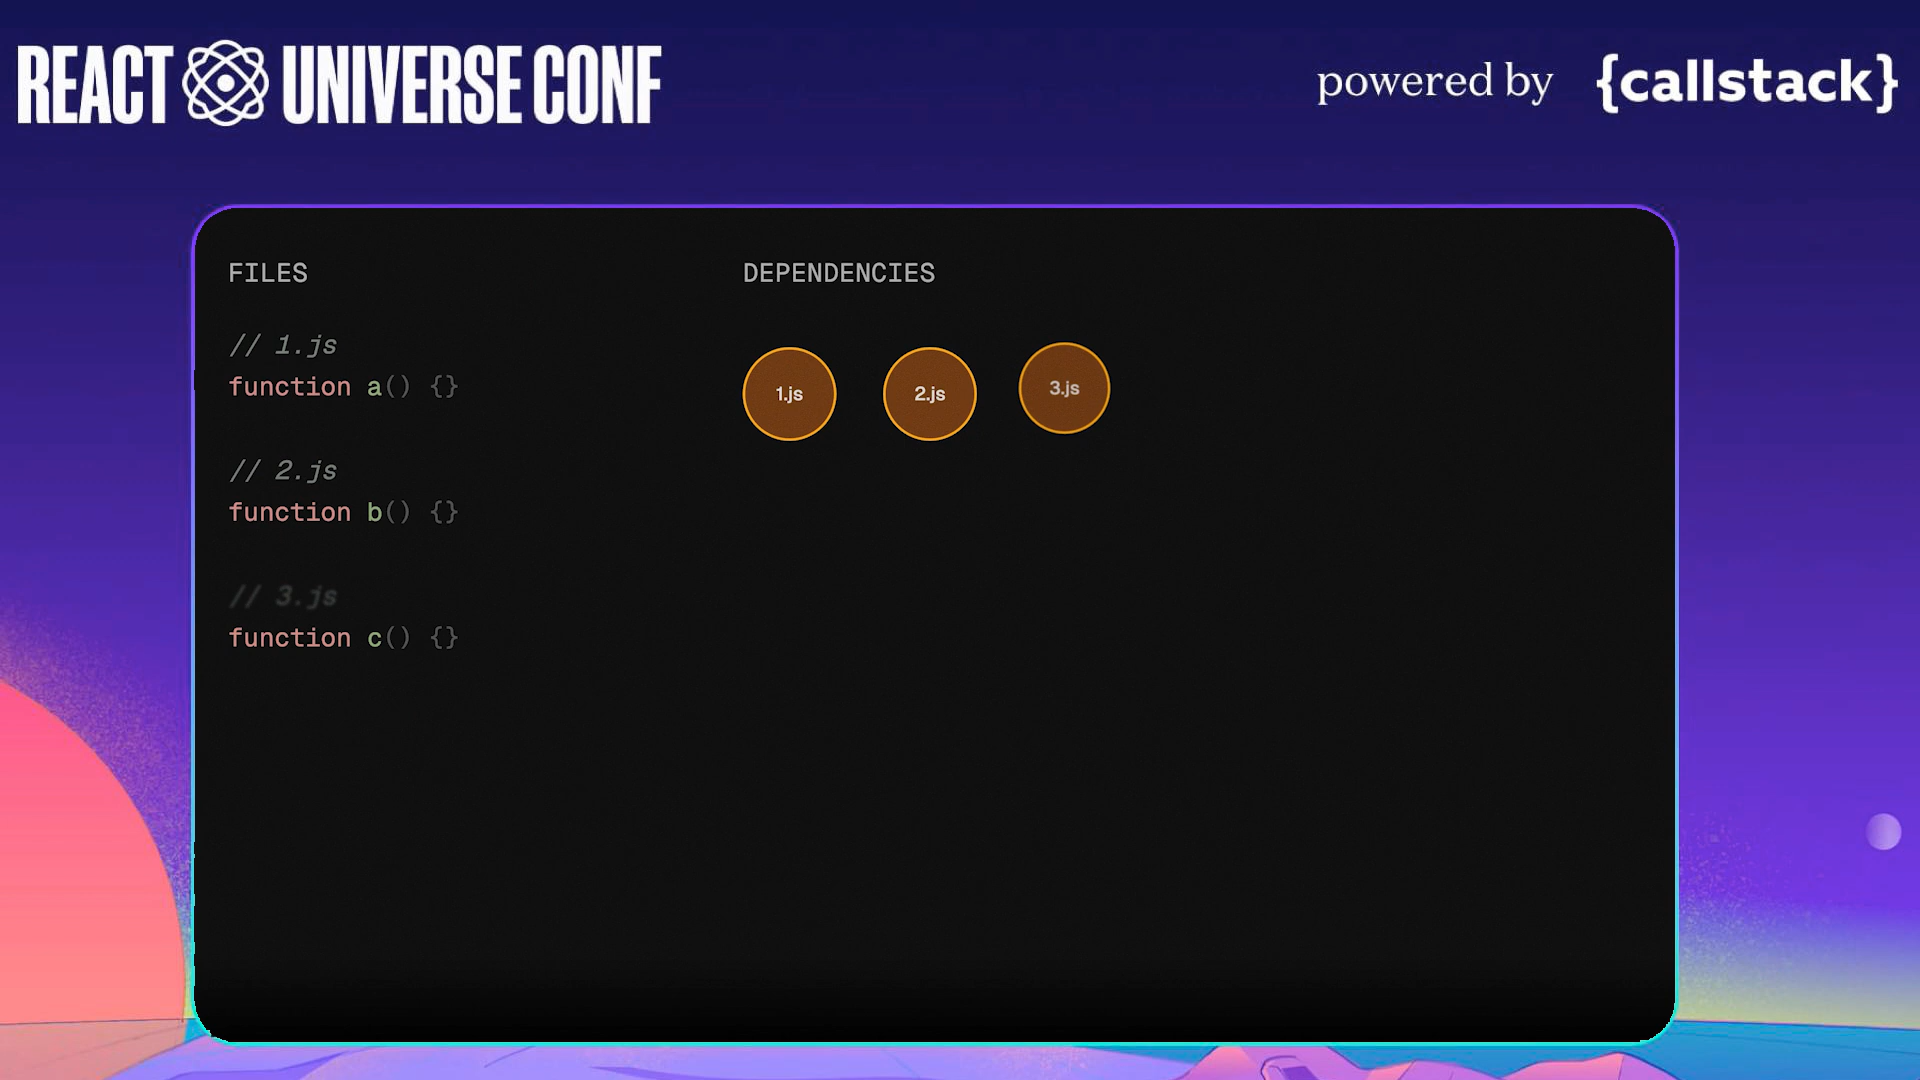 REACT UNIVERSE CONF
powered by {callstack}
FILES
// 1.js
function a() {}
// 2.js
function b() {}
// 3.js
function c() {}
DEPENDENCIES
1.js
2.js
3.js